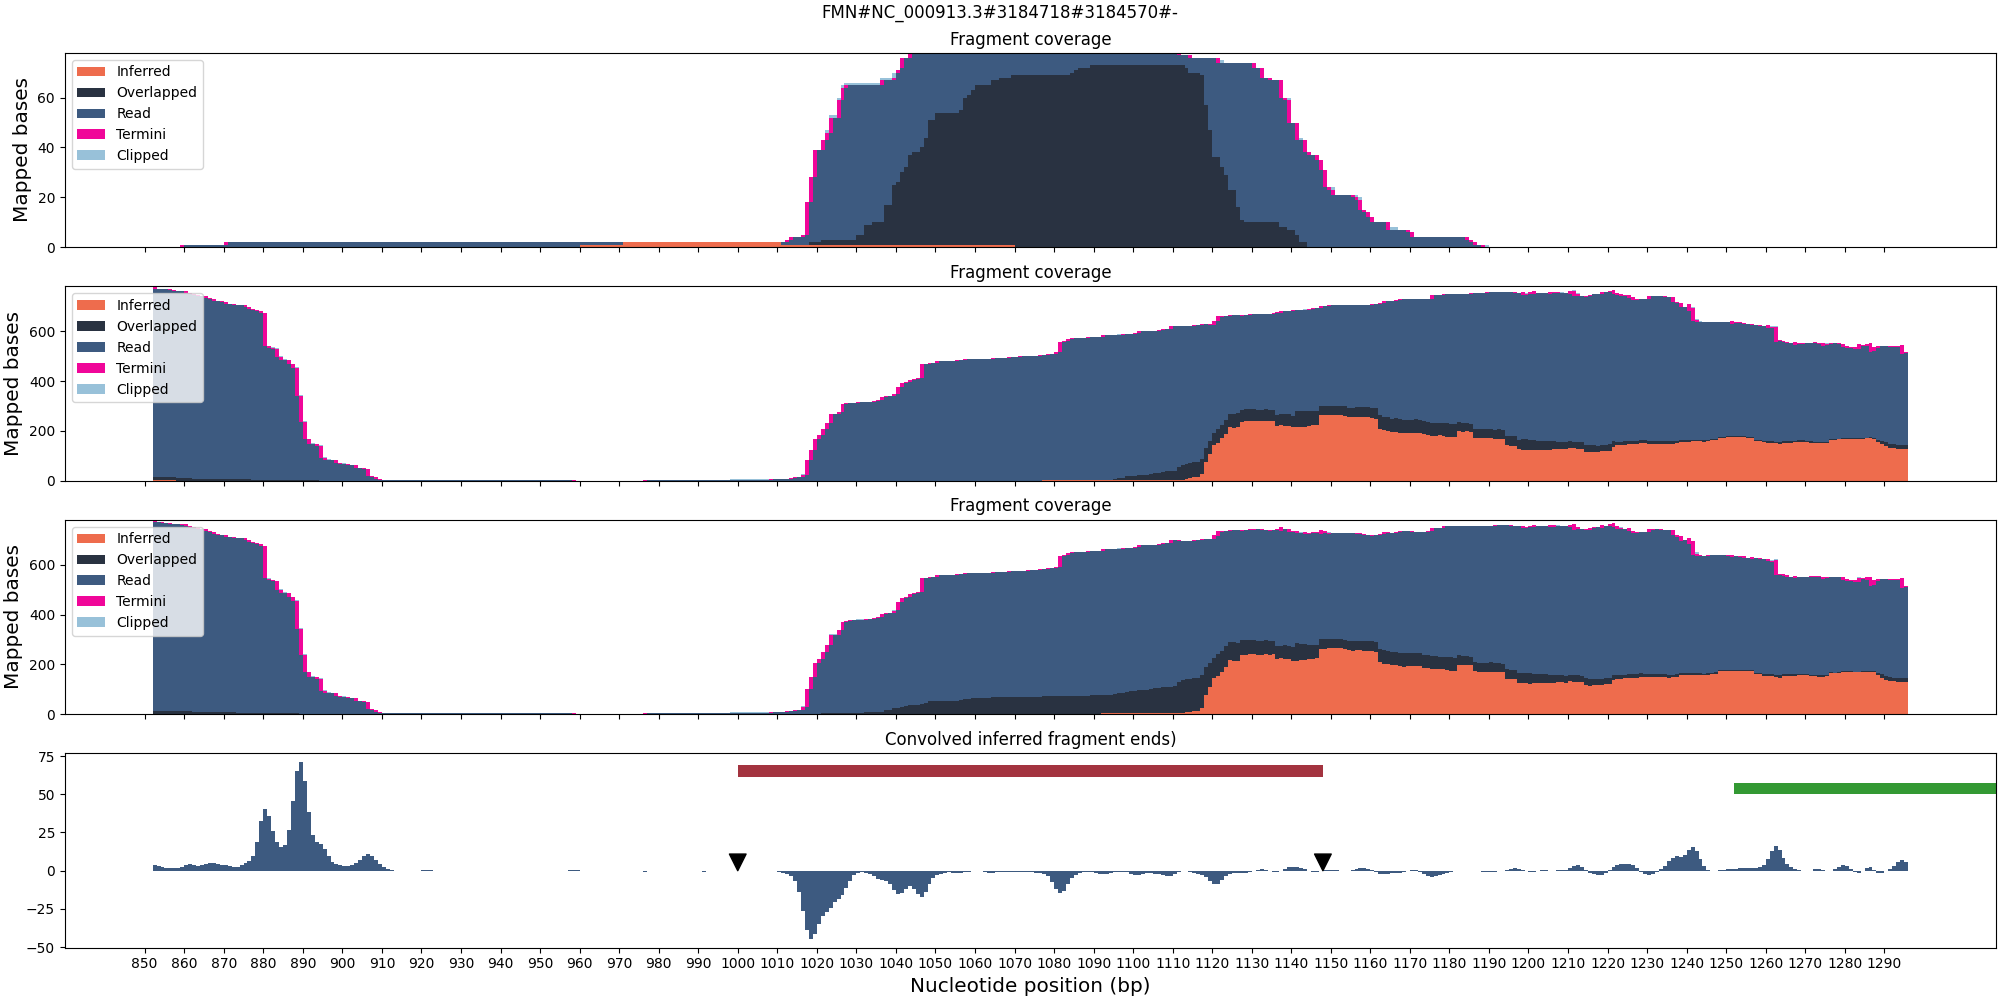 FMN#NC_000913.3#3184718#3184570#-
Fragment coverage
Mapped bases
60
40
20
0
Inferred
Overlapped
Read
Termini
Clipped
Fragment coverage
Mapped bases
600
400
200
0
Inferred
Overlapped
Read
Termini
Clipped
Fragment coverage
Mapped bases
600
400
200
0
Inferred
Overlapped
Read
Termini
Clipped
Convolved inferred fragment ends)
75
50
25
0
−25
−50
850 860 870 880 890 900 910 920 930 940 950 960 970 980 990 1000 1010 1020 1030 1040 1050 1060 1070 1080 1090 1100 1110 1120 1130 1140 1150 1160 1170 1180 1190 1200 1210 1220 1230 1240 1250 1260 1270 1280 1290
Nucleotide position (bp)